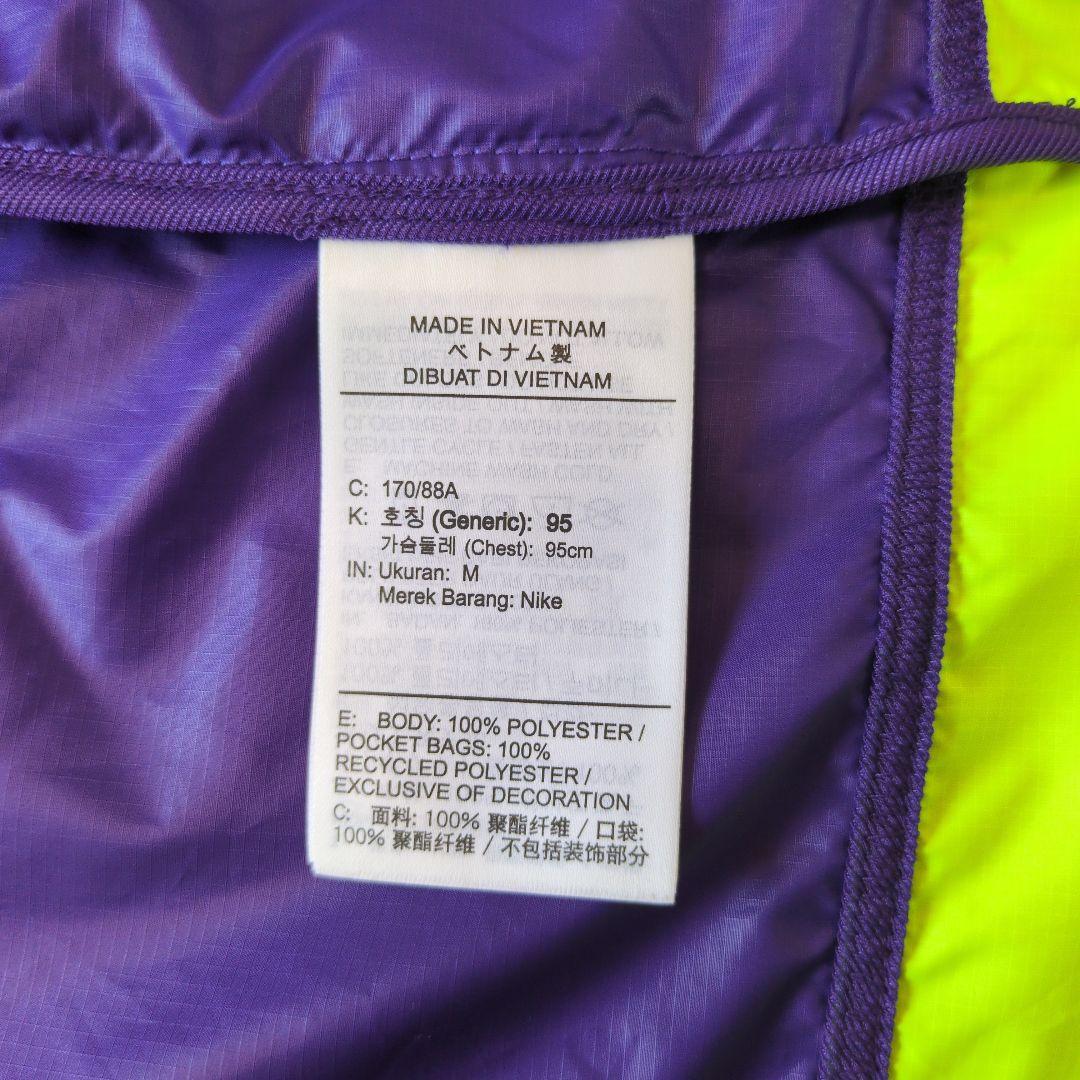 MADE IN VIETNAM
ベトナム製
DIBUAT DI VIETNAM
C: 170/88A
K: 호칭 (Generic): 95
가슴둘레 (Chest): 95cm
IN: Ukuran: M
Merek Barang: Nike
E: BODY: 100% POLYESTER /
POCKET BAGS: 100%
RECYCLED POLYESTER /
EXCLUSIVE OF DECORATION
C: 面料: 100% 聚酯纤维 / 口袋:
100% 聚酯纤维 / 不包括装饰部分